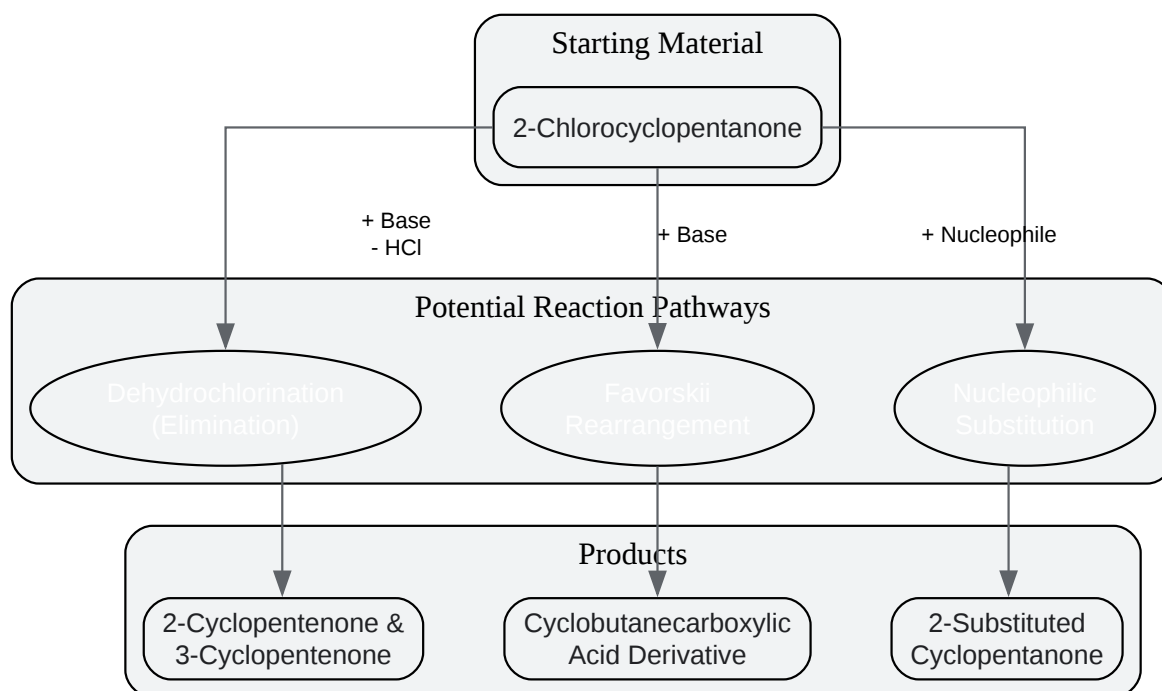 Starting Material
2-Chlorocyclopentanone
+ Base
- HCl
+ Base
+ Nucleophile
Potential Reaction Pathways
Dehydrochlorination
(Elimination)
Favorskii
Rearrangement
Nucleophilic
Substitution
Products
2-Cyclopentenone &
3-Cyclopentenone
Cyclobutanecarboxylic
Acid Derivative
2-Substituted
Cyclopentanone